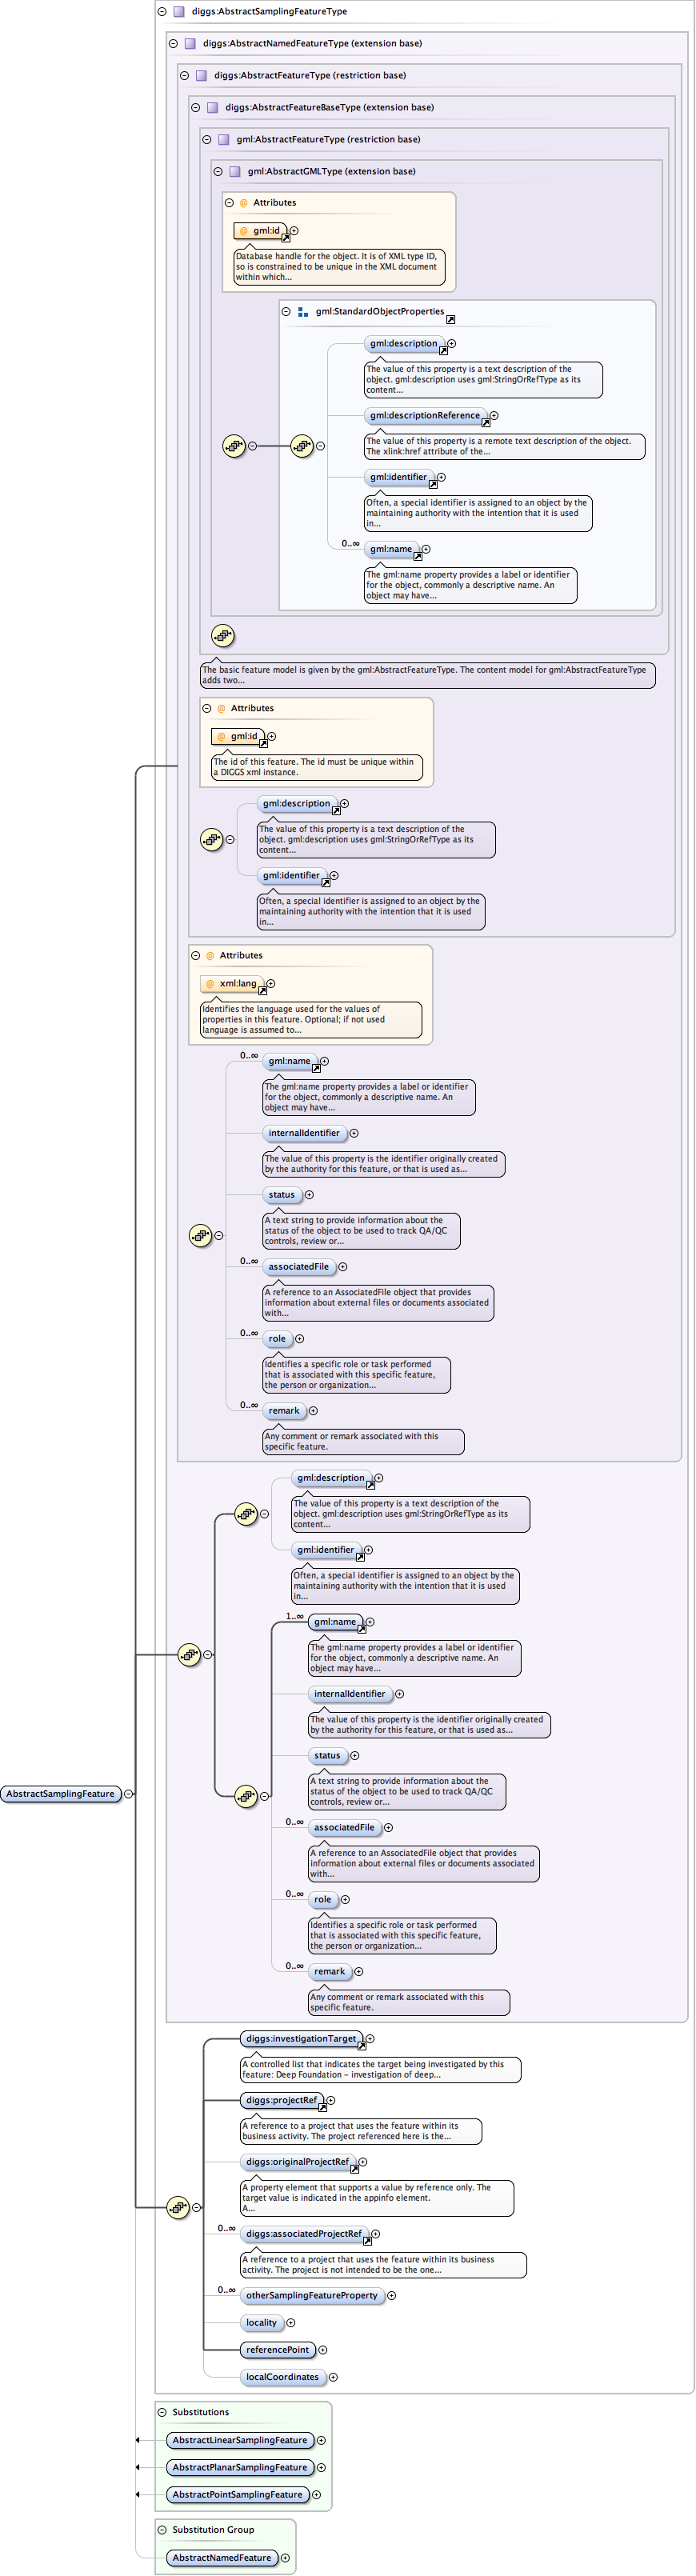 diggs:AbstractSamplingFeatureType
diggs:AbstractNamedFeatureType (extension base)
diggs:AbstractFeatureType (restriction base)
diggs:AbstractFeatureBaseType (extension base)
gml:AbstractFeatureType (restriction base)
gml:AbstractGMLType (extension base)
@ Attributes
@ gml:id
Database handle for the object. It is of XML type ID,
so is constrained to be unique in the XML document
within which...
gml:StandardObjectProperties
gml:description
The value of this property is a text description of the
object. gml:description uses gml:StringOrRefType as its
content...
gml:descriptionReference
The value of this property is a remote text description of the object.
The xlink:href attribute of the...
gml:identifier
Often, a special identifier is assigned to an object by the
maintaining authority with the intention that it is used
in...
0..∞
gml:name
The gml:name property provides a label or identifier
for the object, commonly a descriptive name. An
object may have...
The basic feature model is given by the gml:AbstractFeatureType. The content model for gml:AbstractFeatureType
adds two...
@ Attributes
@ gml:id
The id of this feature. The id must be unique within
a DIGGS xml instance.
gml:description
The value of this property is a text description of the
object. gml:description uses gml:StringOrRefType as its
content...
gml:identifier
Often, a special identifier is assigned to an object by the
maintaining authority with the intention that it is used
in...
@ Attributes
@ xml:lang
Identifies the language used for the values of
properties in this feature. Optional; if not used
language is assumed to...
0..∞
gml:name
The gml:name property provides a label or identifier
for the object, commonly a descriptive name. An
object may have...
internalIdentifier
The value of this property is the identifier originally created
by the authority for this feature, or that is used as...
status
A text string to provide information about the
status of the object to be used to track QA/QC
controls, review or...
0..∞
associatedFile
A reference to an AssociatedFile object that provides
information about external files or documents associated
with...
0..∞
role
Identifies a specific role or task performed
that is associated with this specific feature,
the person or organization...
0..∞
remark
Any comment or remark associated with this
specific feature.
gml:description
The value of this property is a text description of the
object. gml:description uses gml:StringOrRefType as its
content...
gml:identifier
Often, a special identifier is assigned to an object by the
maintaining authority with the intention that it is used
in...
1..∞
gml:name
The gml:name property provides a label or identifier
for the object, commonly a descriptive name. An
object may have...
internalIdentifier
The value of this property is the identifier originally created
by the authority for this feature, or that is used as...
status
A text string to provide information about the
status of the object to be used to track QA/QC
controls, review or...
AbstractSamplingFeature
0..∞
associatedFile
A reference to an AssociatedFile object that provides
information about external files or documents associated
with...
0..∞
role
Identifies a specific role or task performed
that is associated with this specific feature,
the person or organization...
0..∞
remark
Any comment or remark associated with this
specific feature.
diggs:investigationTarget
A controlled list that indicates the target being investigated by this
feature: Deep Foundation - investigation of deep...
diggs:projectRef
A reference to a project that uses the feature within its
business activity. The project referenced here is the...
diggs:originalProjectRef
A property element that supports a value by reference only. The
target value is indicated in the appinfo element.
A...
0..∞
diggs:associatedProjectRef
A reference to a project that uses the feature within its business
activity. The project is not intended to be the one...
0..∞
otherSamplingFeatureProperty
locality
referencePoint
localCoordinates
Substitutions
AbstractLinearSamplingFeature
AbstractPlanarSamplingFeature
AbstractPointSamplingFeature
Substitution Group
AbstractNamedFeature